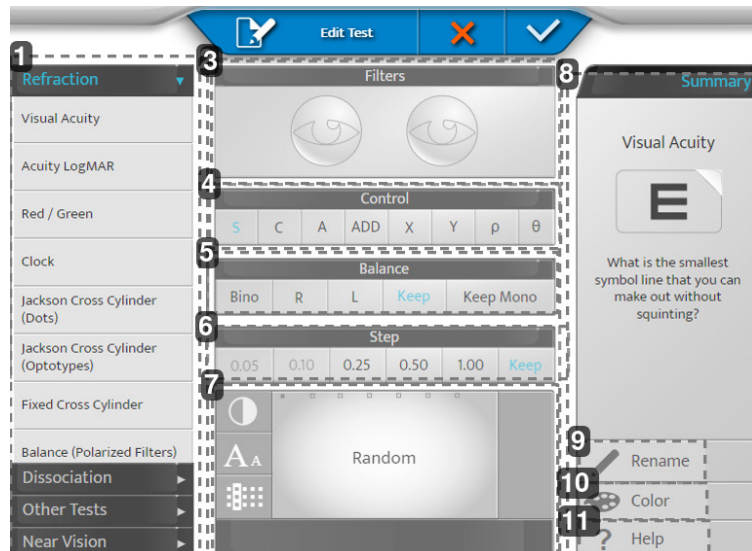 Edit Test
1
Refraction
Visual Acuity
Acuity LogMAR
Red / Green
Clock
Jackson Cross Cylinder
(Dots)
Jackson Cross Cylinder
(Optotypes)
Fixed Cross Cylinder
Balance (Polarized Filters)
Dissociation
Other Tests
Near Vision
3
Filters
4
Control
S C A ADD X Y ρ θ
5
Balance
Bino R L Keep Keep Mono
6
Step
0.05 0.10 0.25 0.50 1.00 Keep
7
A A
Random
8
Summary
Visual Acuity
E
What is the smallest
symbol line that you can
make out without
squinting?
9
Rename
10
Color
11
? Help